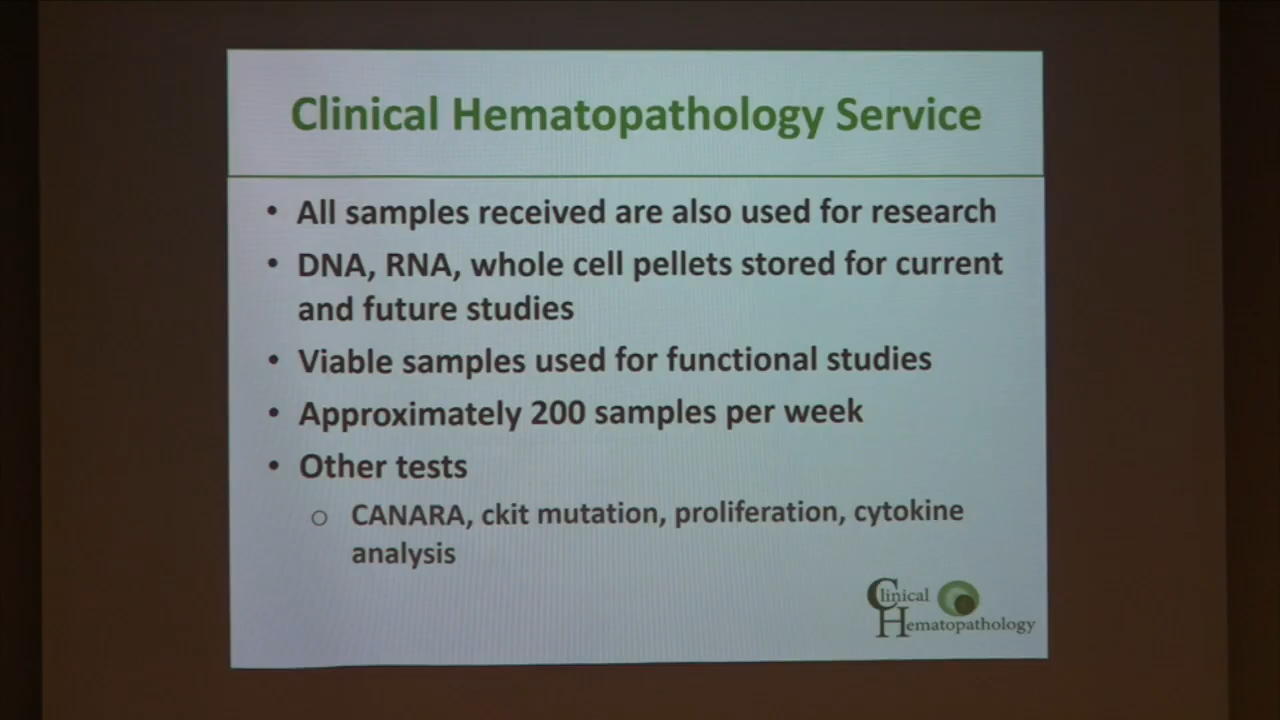 Clinical Hematopathology Service
• All samples received are also used for research
• DNA, RNA, whole cell pellets stored for current
and future studies
• Viable samples used for functional studies
• Approximately 200 samples per week
• Other tests
○ CANARA, ckit mutation, proliferation, cytokine
analysis
Clinical
Hematopathology